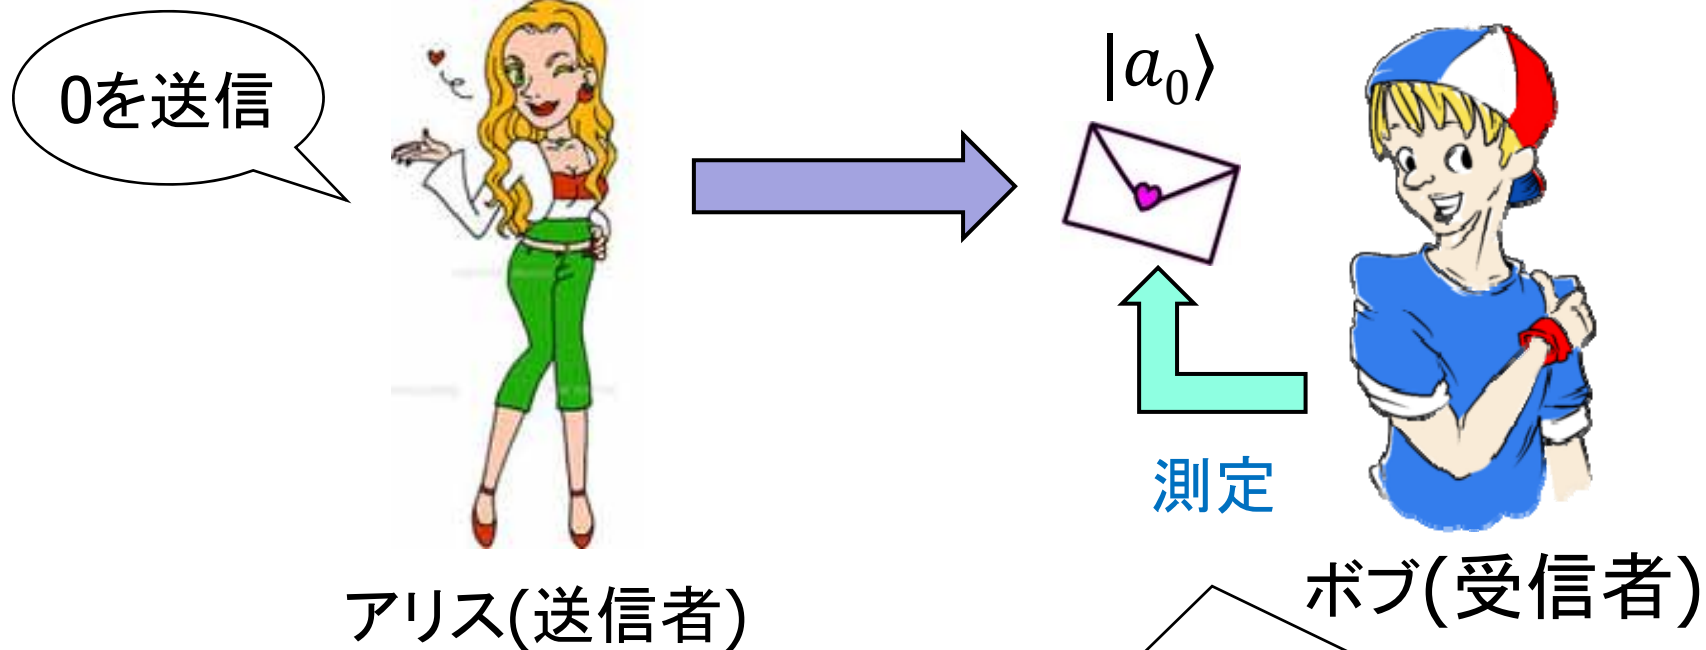 0を送信
|a₀⟩
測定
アリス(送信者)
ボブ(受信者)